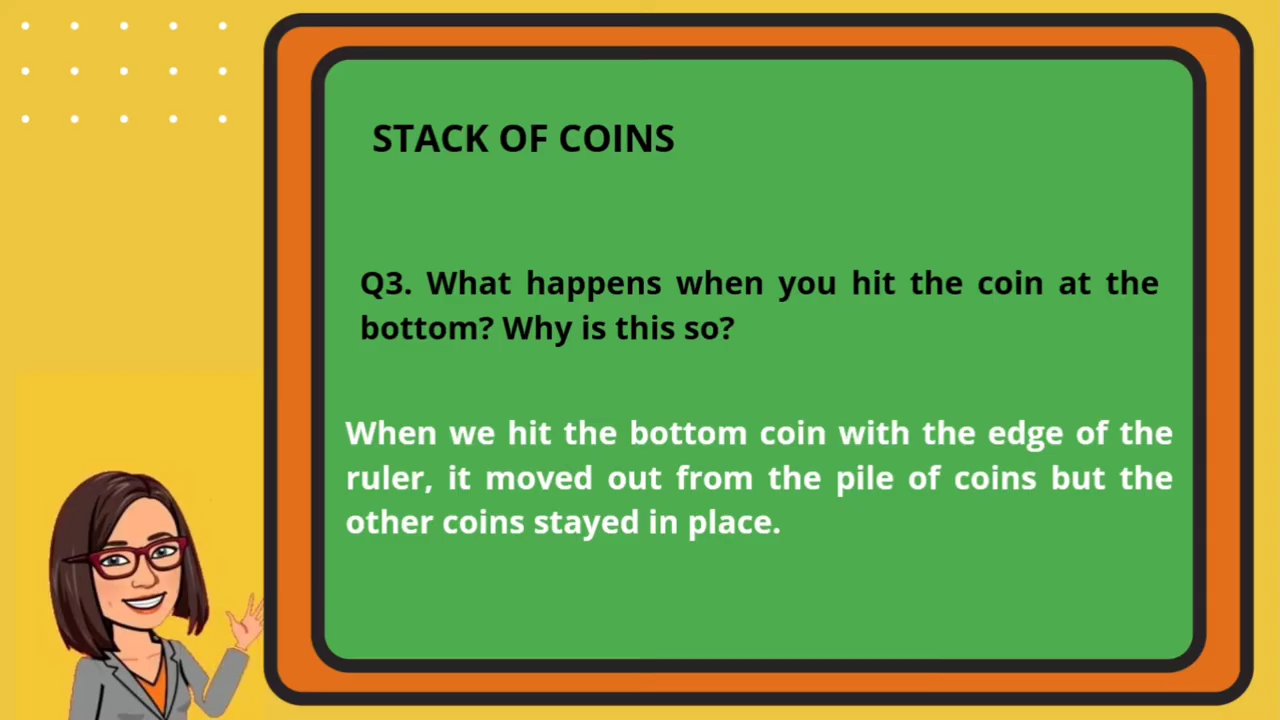 STACK OF COINS
Q3. What happens when you hit the coin at the
bottom? Why is this so?
When we hit the bottom coin with the edge of the
ruler, it moved out from the pile of coins but the
other coins stayed in place.